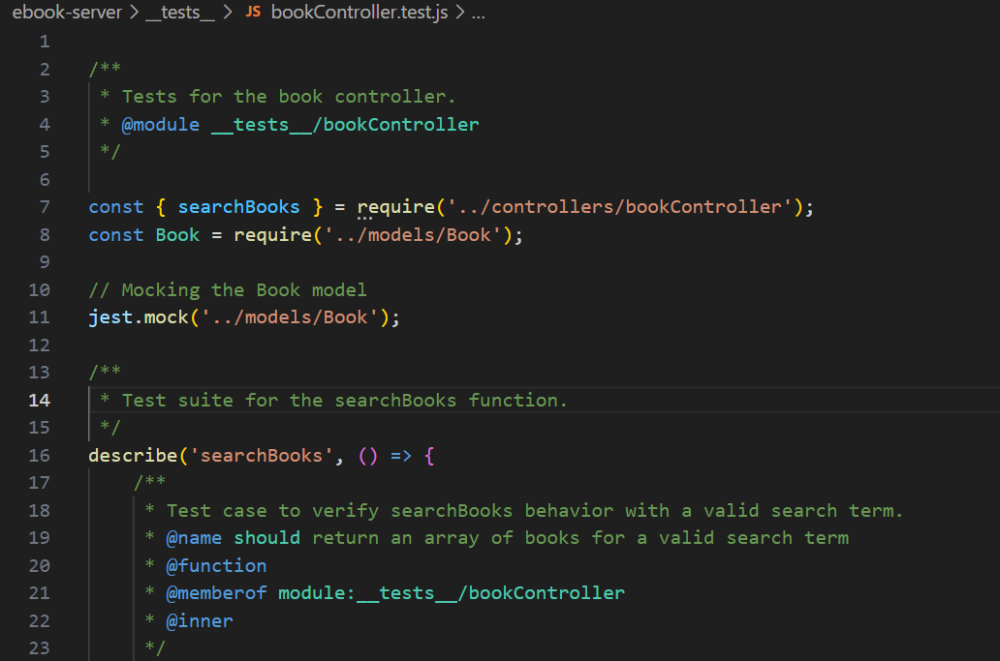 ebook-server > __tests__ > JS bookController.test.js > ...
1
2 /**
3  * Tests for the book controller.
4  * @module __tests__/bookController
5  */
6
7 const { searchBooks } = require('../controllers/bookController');
8 const Book = require('../models/Book');
9
10 // Mocking the Book model
11 jest.mock('../models/Book');
12
13 /**
14  * Test suite for the searchBooks function.
15  */
16 describe('searchBooks', () => {
17     /**
18      * Test case to verify searchBooks behavior with a valid search term.
19      * @name should return an array of books for a valid search term
20      * @function
21      * @memberof module:__tests__/bookController
22      * @inner
23      */